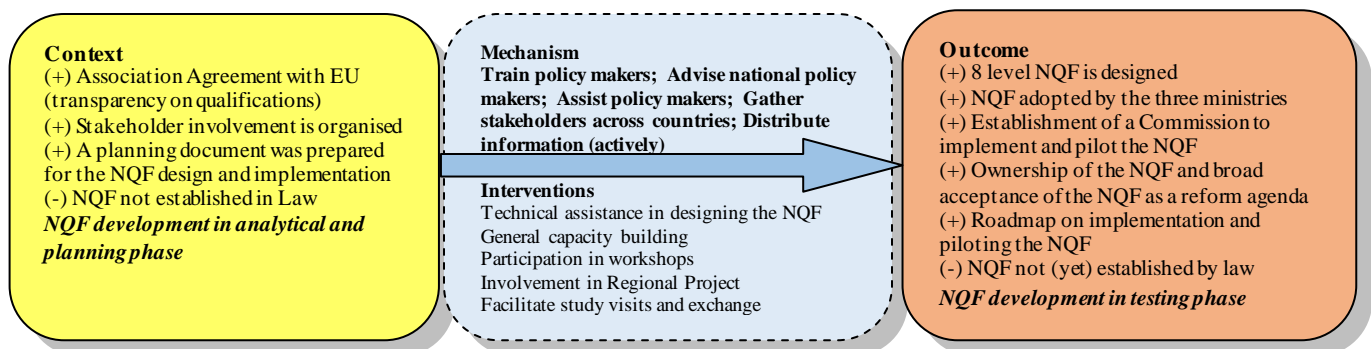 Context
(+) Association Agreement with EU
(transparency on qualifications)
(+) Stakeholder involvement is organised
(+) A planning document was prepared
for the NQF design and implementation
(-) NQF not established in Law
NQF development in analytical and
planning phase
Mechanism
Train policy makers; Advise national policy
makers; Assist policy makers; Gather
stakeholders across countries; Distribute
information (actively)
Interventions
Technical assistance in designing the NQF
General capacity building
Participation in workshops
Involvement in Regional Project
Facilitate study visits and exchange
Outcome
(+) 8 level NQF is designed
(+) NQF adopted by the three ministries
(+) Establishment of a Commission to
implement and pilot the NQF
(+) Ownership of the NQF and broad
acceptance of the NQF as a reform agenda
(+) Roadmap on implementation and
piloting the NQF
(-) NQF not (yet) established by law
NQF development in testing phase